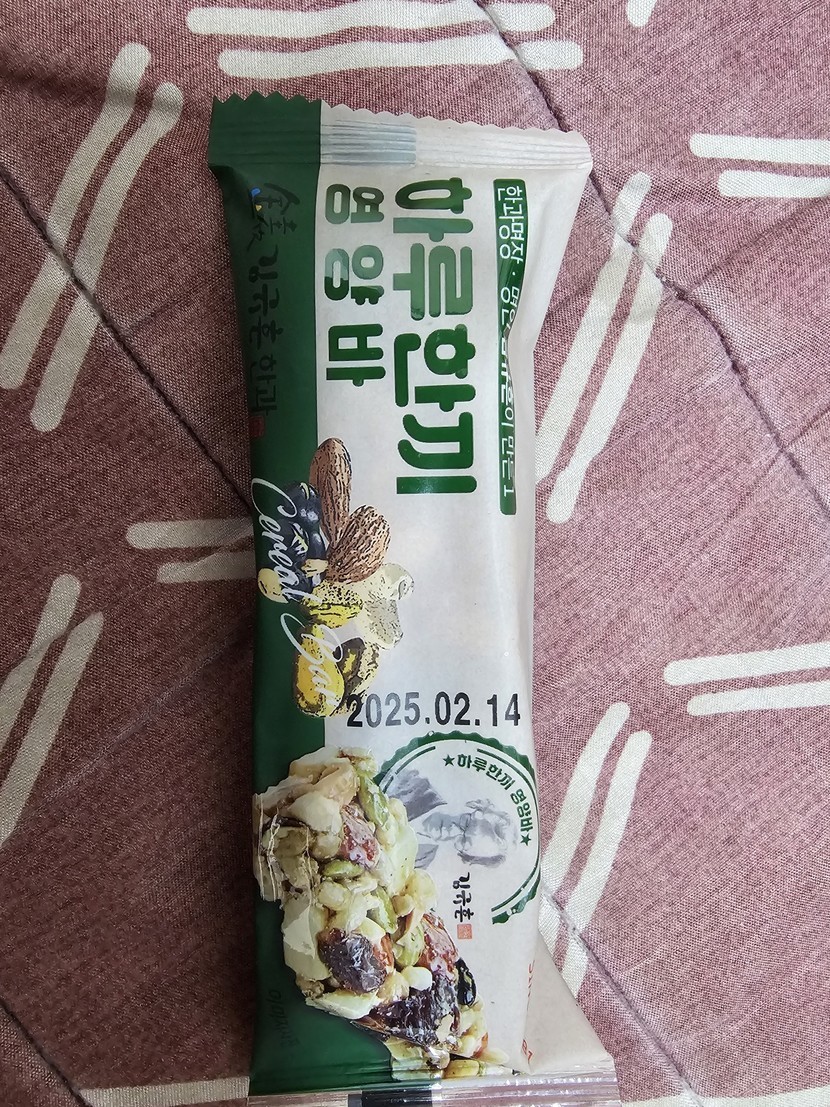 한과명장 · 명인 김규흔이 만든
하루한끼
영양바
김규흔한과
Cereal Bar
2025.02.14
★하루한끼 영양바★
김규흔